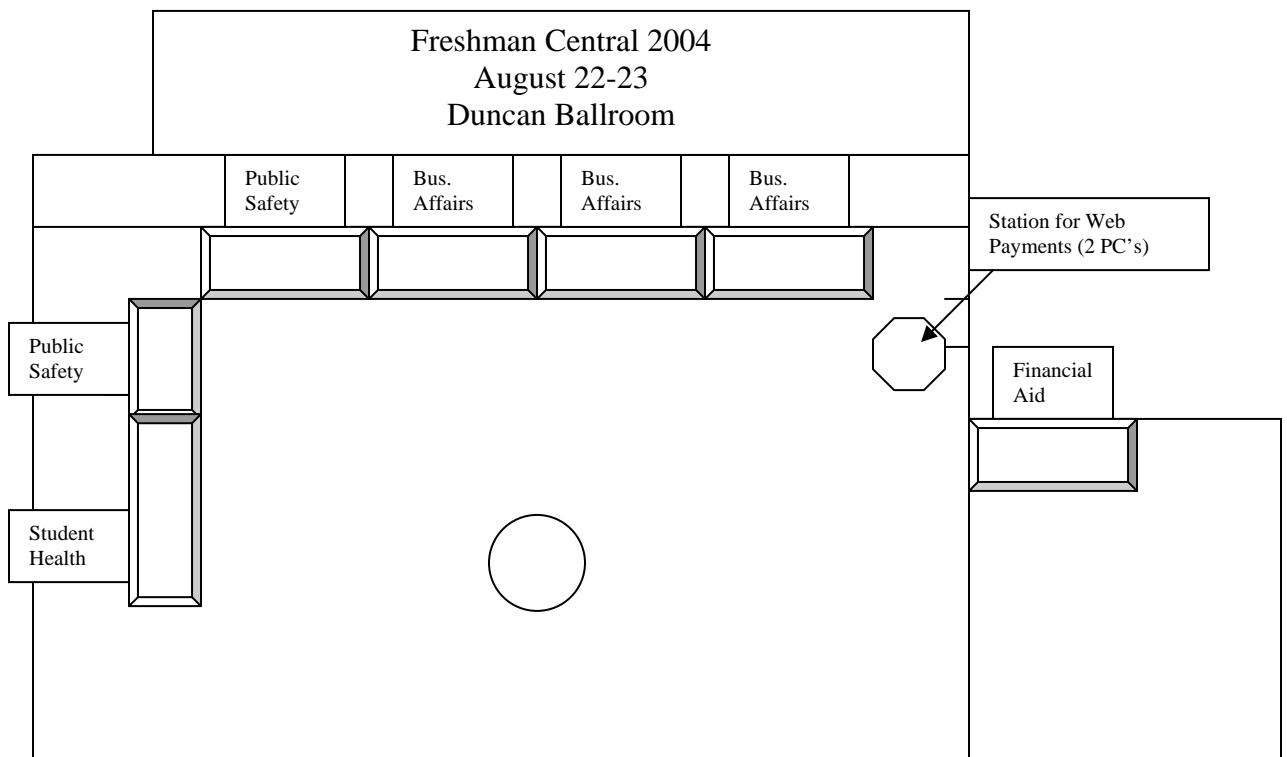 Freshman Central 2004
August 22-23
Duncan Ballroom
Public
Safety
Bus.
Affairs
Bus.
Affairs
Bus.
Affairs
Station for Web
Payments (2 PC’s)
Public
Safety
Financial
Aid
Student
Health